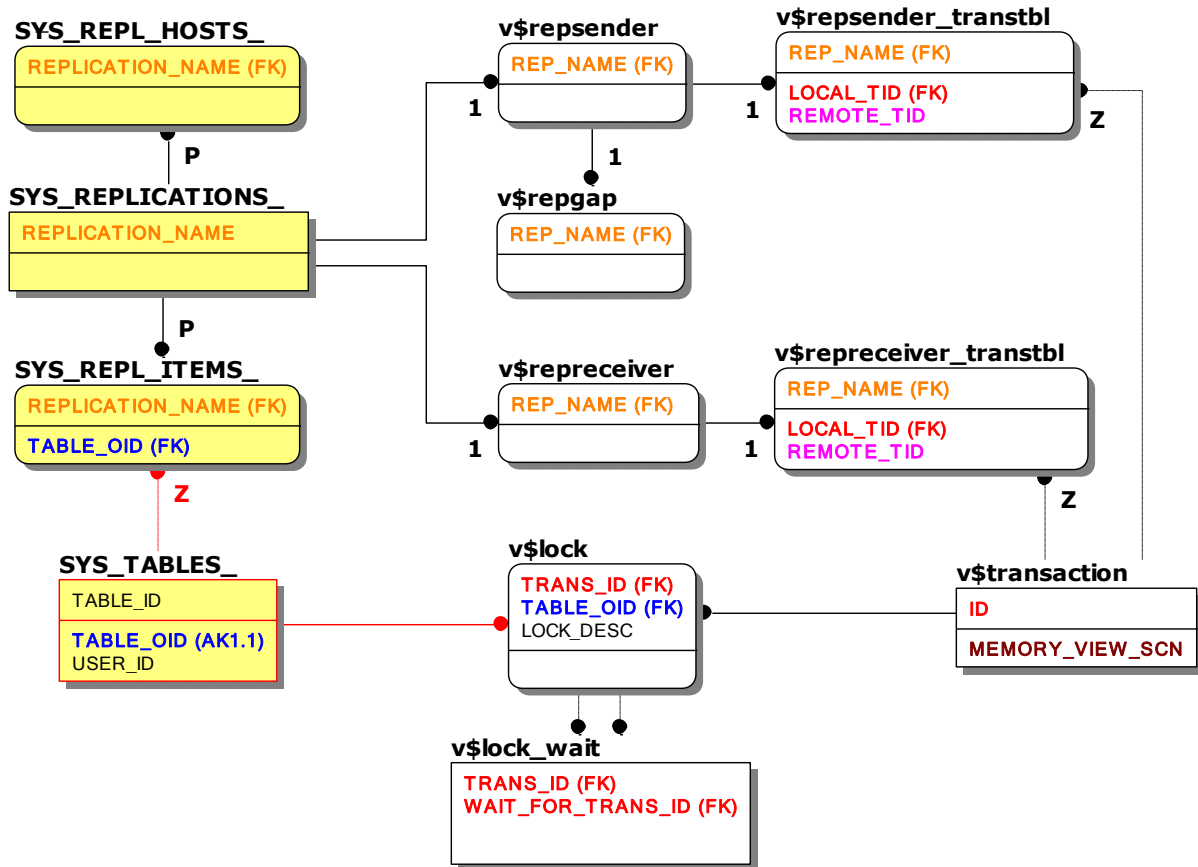 SYS_REPL_HOSTS_
REPLICATION_NAME (FK)
P
SYS_REPLICATIONS_
REPLICATION_NAME
P
SYS_REPL_ITEMS_
REPLICATION_NAME (FK)
TABLE_OID (FK)
Z
SYS_TABLES_
TABLE_ID
TABLE_OID (AK1.1)
USER_ID
v$repsender
REP_NAME (FK)
1
1
v$repgap
REP_NAME (FK)
v$repsender_transtbl
REP_NAME (FK)
LOCAL_TID (FK)
REMOTE_TID
1
Z
v$repreceiver
REP_NAME (FK)
1
v$repreceiver_transtbl
REP_NAME (FK)
LOCAL_TID (FK)
REMOTE_TID
1
Z
v$lock
TRANS_ID (FK)
TABLE_OID (FK)
LOCK_DESC
v$transaction
ID
MEMORY_VIEW_SCN
v$lock_wait
TRANS_ID (FK)
WAIT_FOR_TRANS_ID (FK)